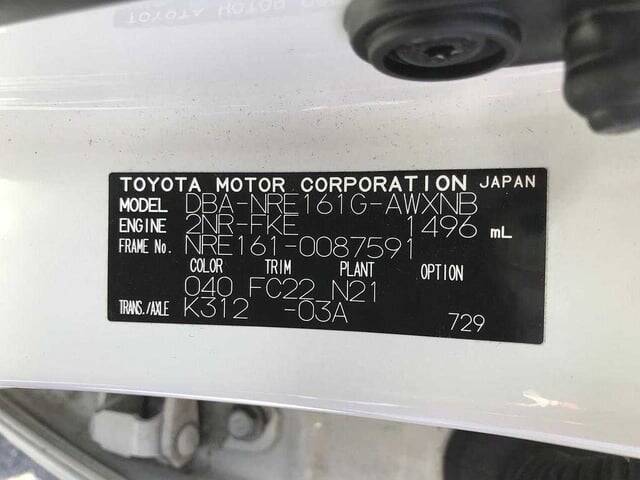 TOYOTA MOTOR CORPORATION JAPAN
MODEL DBA-NRE161G-AWXNB
ENGINE 2NR-FKE 1496 mL
FRAME No. NRE161-0087591
COLOR TRIM PLANT OPTION
040 FC22 N21
TRANS./AXLE K312 -03A
729